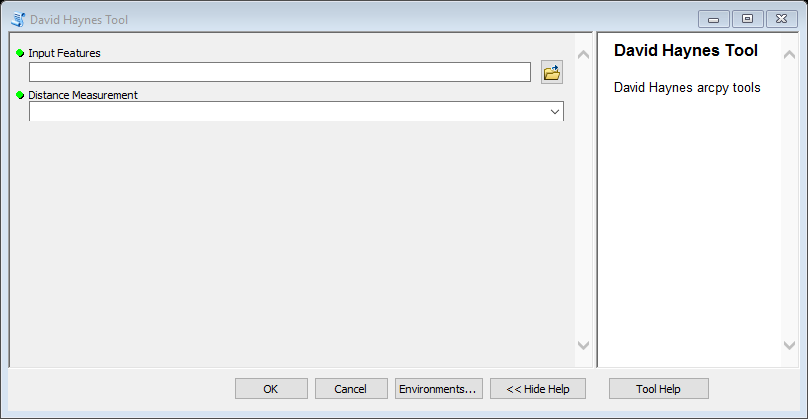 David Haynes Tool
Input Features
Distance Measurement
David Haynes Tool
David Haynes arcpy tools
OK
Cancel
Environments...
<< Hide Help
Tool Help